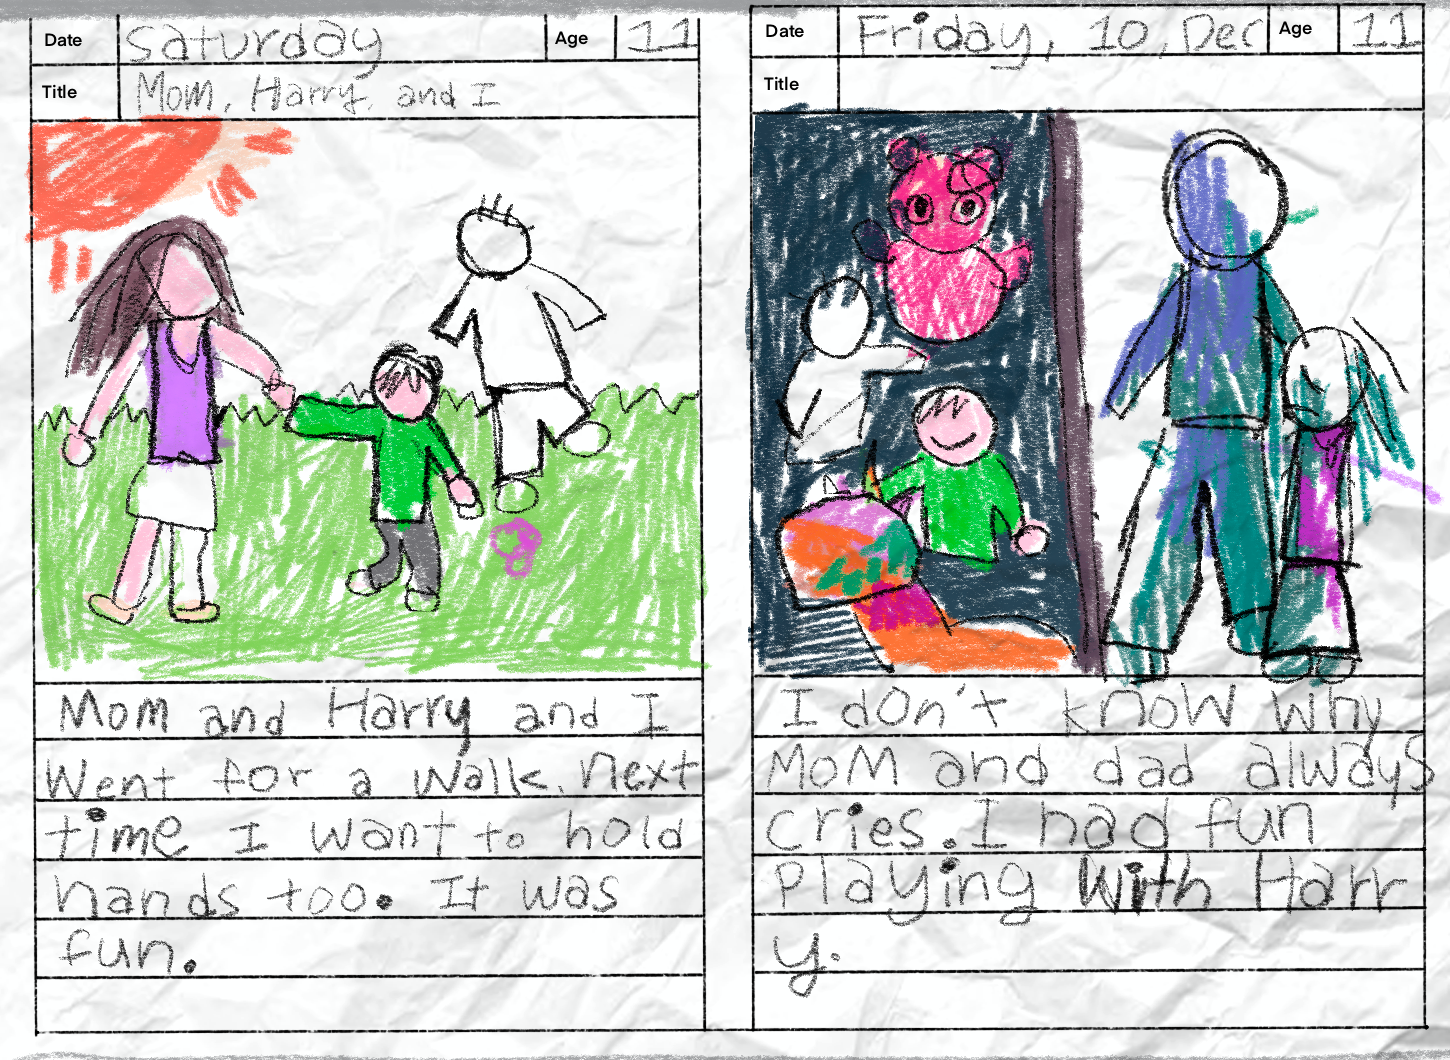 Date Saturday Age 11
Title Mom, Harry, and I
Mom and Harry and I
Went for a walk. next
time I want to hold
hands too. It was
fun.
Date Friday, 10, Dec Age 11
Title
I don't know why
Mom and dad always
cries. I had fun
Playing With Harr
y.